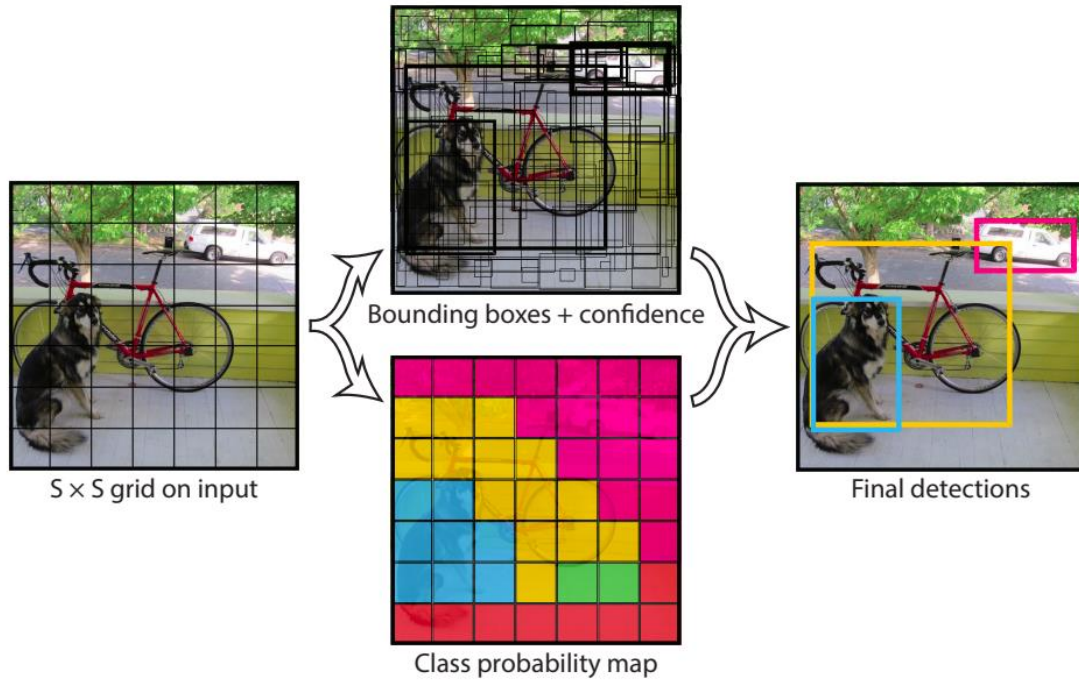 Bounding boxes + confidence
S × S grid on input
Final detections
Class probability map